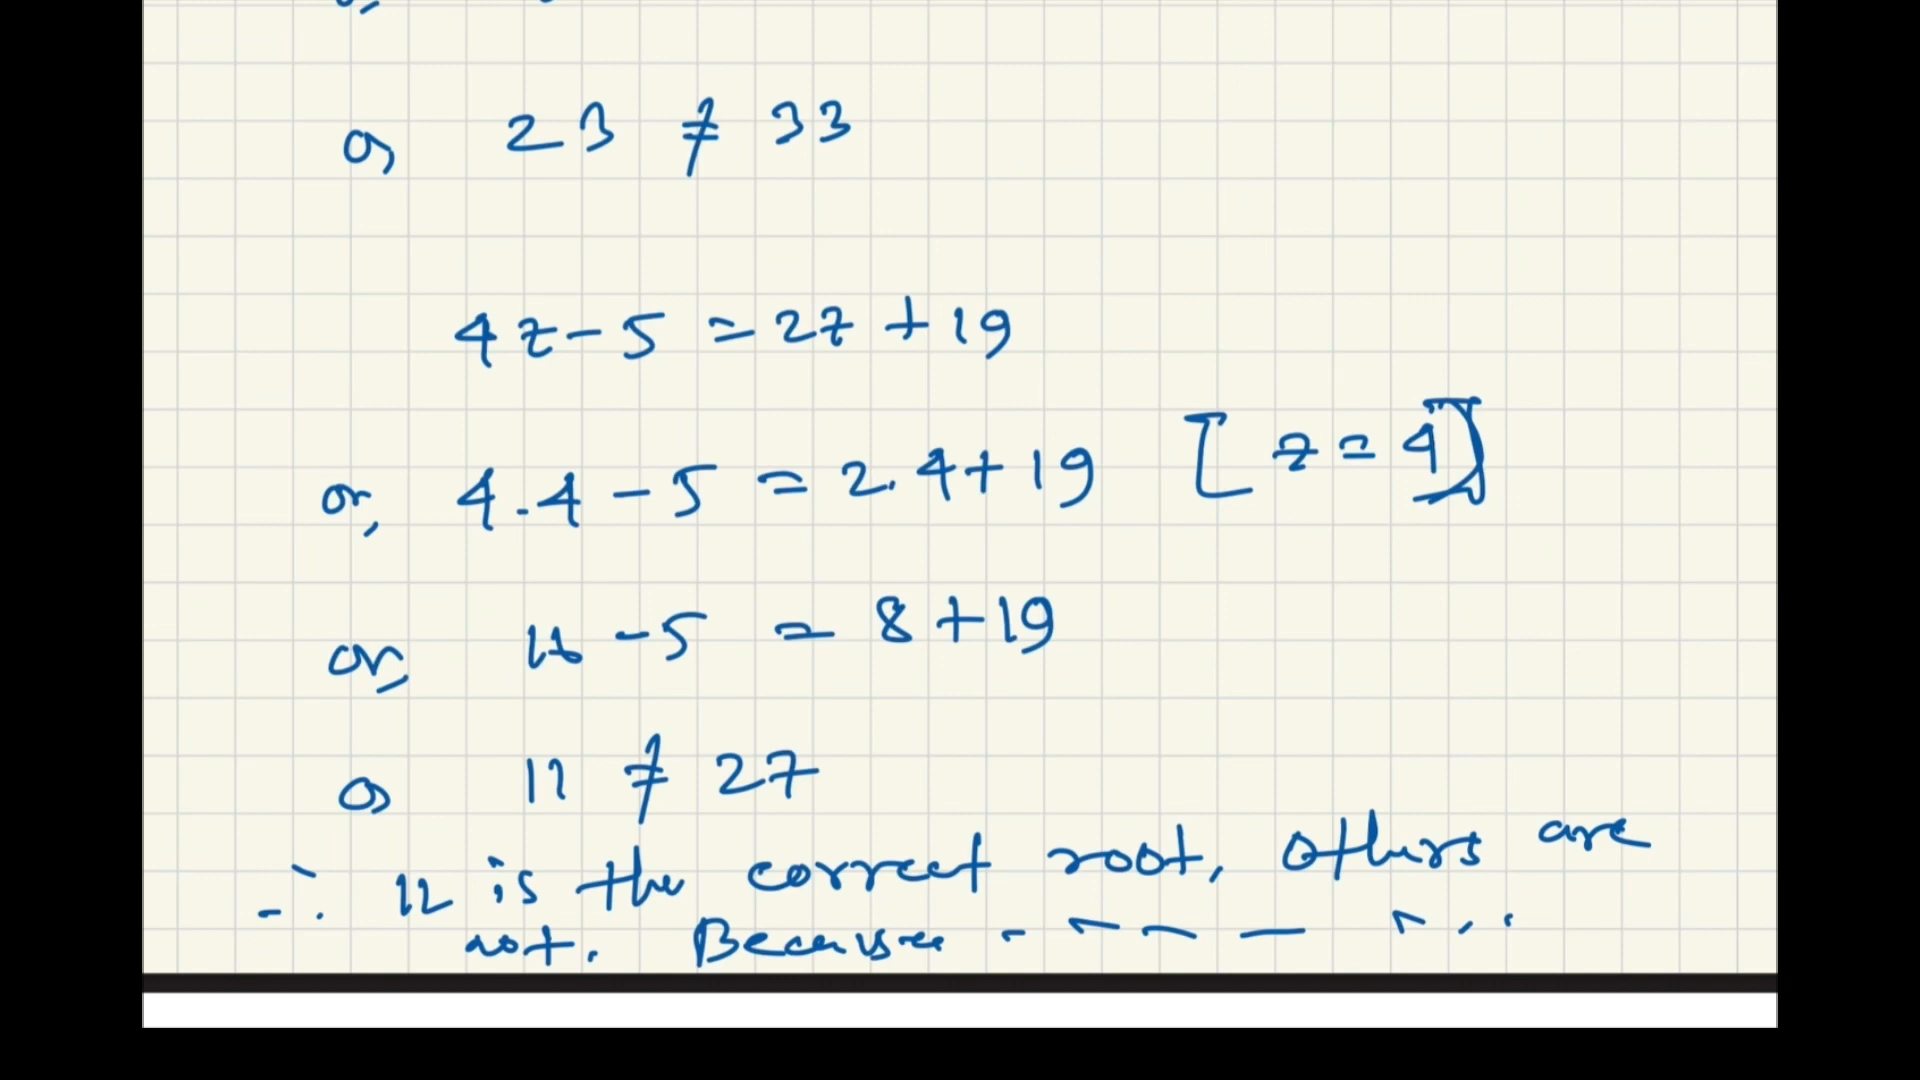 or, 23 ≠ 33
4z - 5 = 2z + 19
or, 4.4 - 5 = 2.4 + 19 [z = 4]
or, 16 - 5 = 8 + 19
or 11 ≠ 27
∴ 12 is the correct root, others are
not. Because